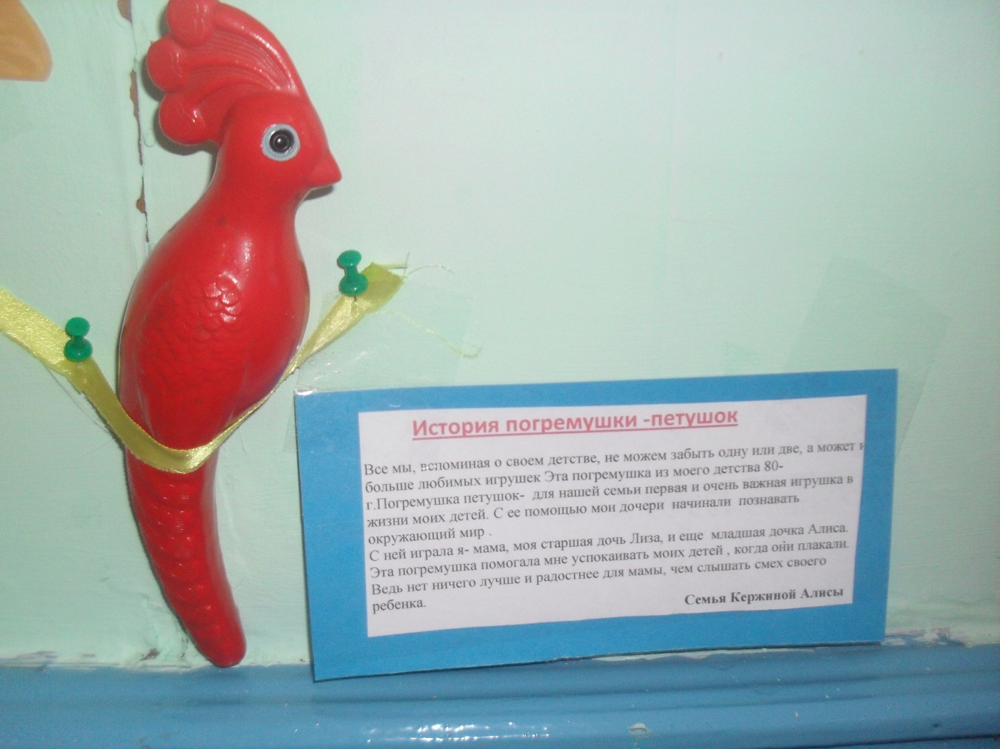 История погремушки -петушок
Все мы, вспоминая о своем детстве, не можем забыть одну или две, а может и
больше любимых игрушек Эта погремушка из моего детства 80-
г.Погремушка петушок- для нашей семьи первая и очень важная игрушка в
жизни моих детей. С ее помощью мои дочери начинали познавать
окружающий мир .
С ней играла я- мама, моя старшая дочь Лиза, и еще младшая дочка Алиса.
Эта погремушка помогала мне успокаивать моих детей , когда они плакали.
Ведь нет ничего лучше и радостнее для мамы, чем слышать смех своего
ребенка.
Семья Кержиной Алисы